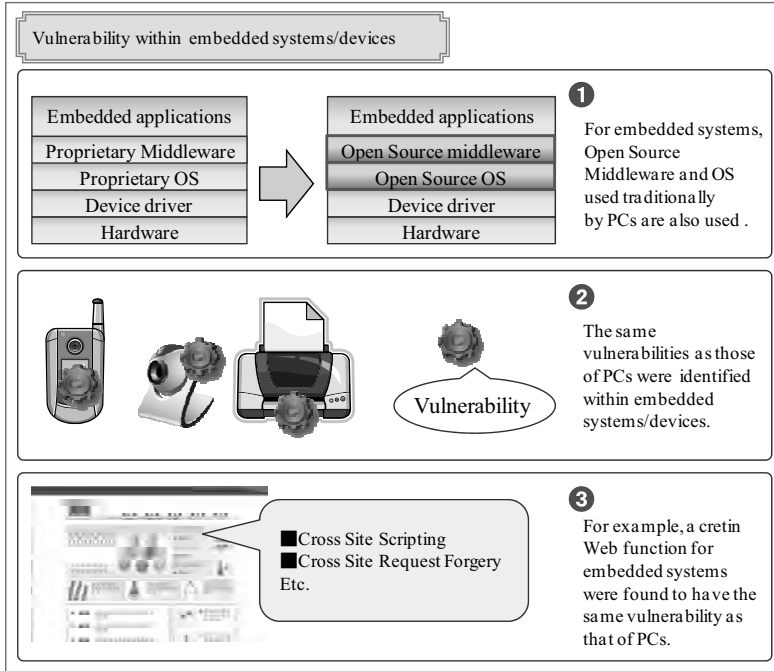 Vulnerability within embedded systems/devices
Embedded applications
Proprietary Middleware
Proprietary OS
Device driver
Hardware
Embedded applications
Open Source middleware
Open Source OS
Device driver
Hardware
1
For embedded systems,
Open Source
Middleware and OS
used traditionally
by PCs are also used .
Vulnerability
2
The same
vulnerabilities as those
of PCs were identified
within embedded
systems/devices.
■Cross Site Scripting
■Cross Site Request Forgery
Etc.
3
For example, a cretin
Web function for
embedded systems
were found to have the
same vulnerability as
that of PCs.